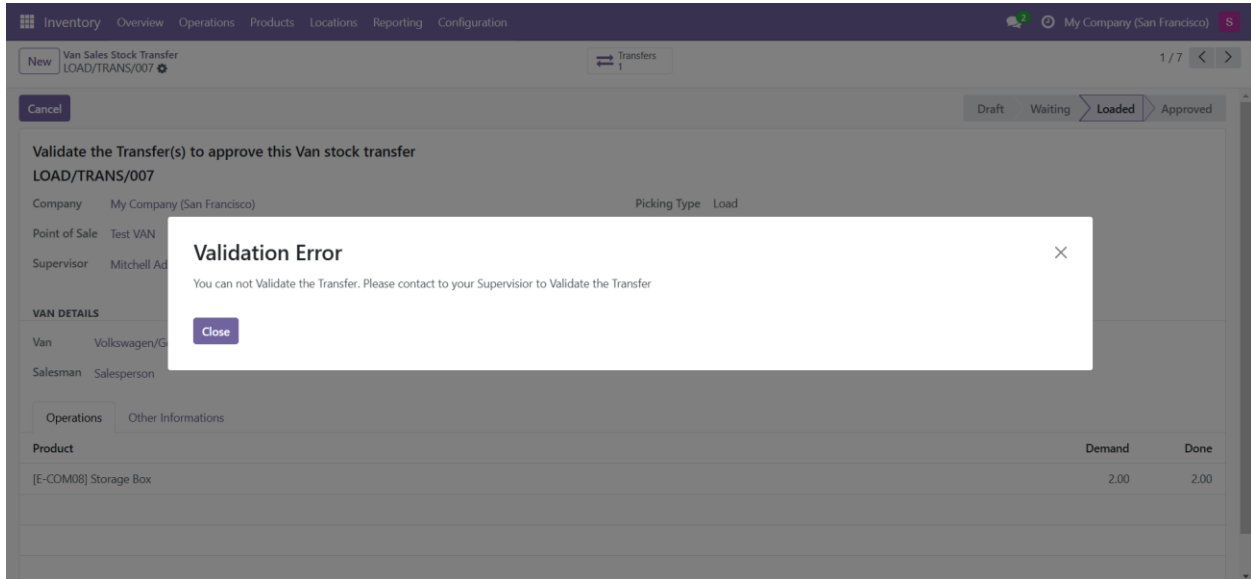 Inventory Overview Operations Products Locations Reporting Configuration 2 My Company (San Francisco) S
New Van Sales Stock Transfer Transfers 1 / 7
LOAD/TRANS/007 1
Cancel Draft Waiting Loaded Approved
Validate the Transfer(s) to approve this Van stock transfer
LOAD/TRANS/007
Company My Company (San Francisco) Picking Type Load
Point of Sale Test VAN
Validation Error
Supervisor Mitchell Ad
You can not Validate the Transfer. Please contact to your Supervisior to Validate the Transfer
VAN DETAILS
Close
Van Volkswagen/G
Salesman Salesperson
Operations Other Informations
Product Demand Done
[E-COM08] Storage Box 2.00 2.00